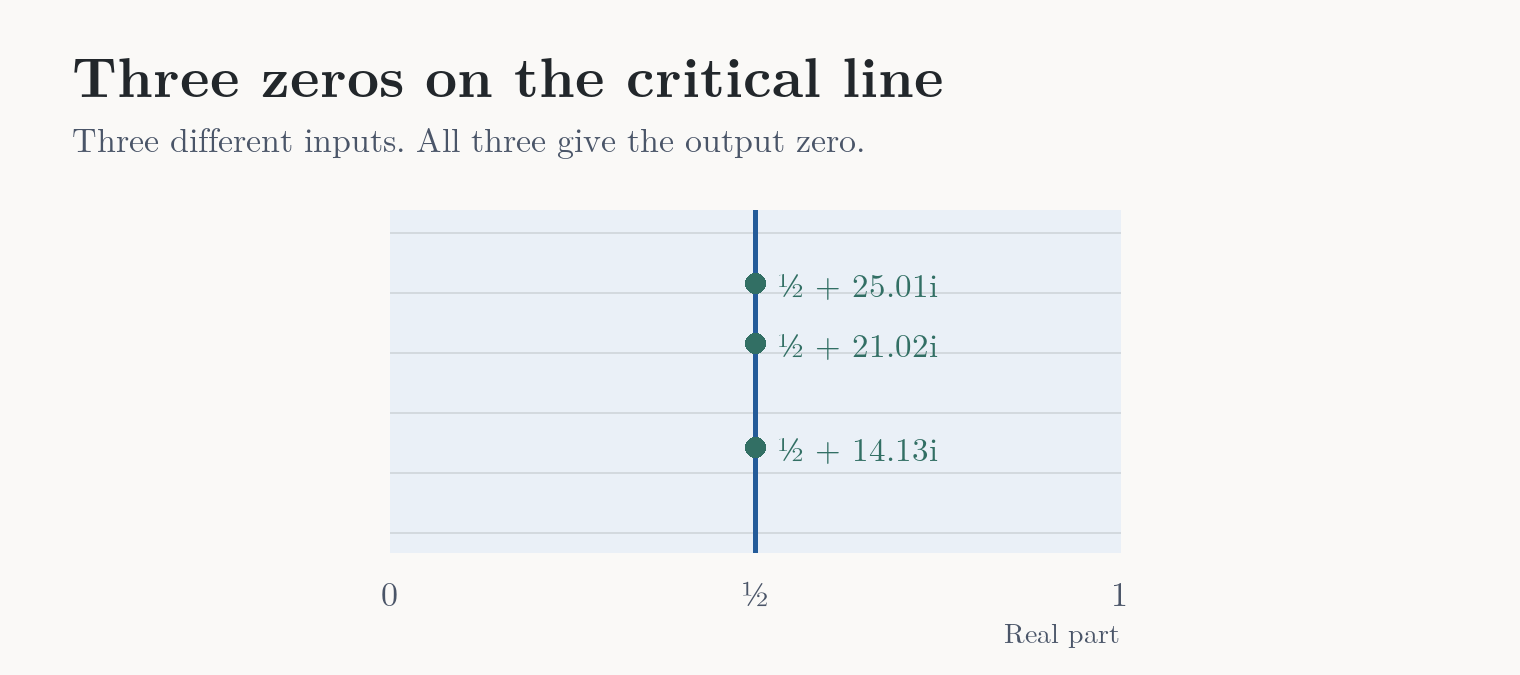 Three zeros on the critical line
Three different inputs. All three give the output zero.
½ + 25.01i
½ + 21.02i
½ + 14.13i
0 ½ 1
Real part